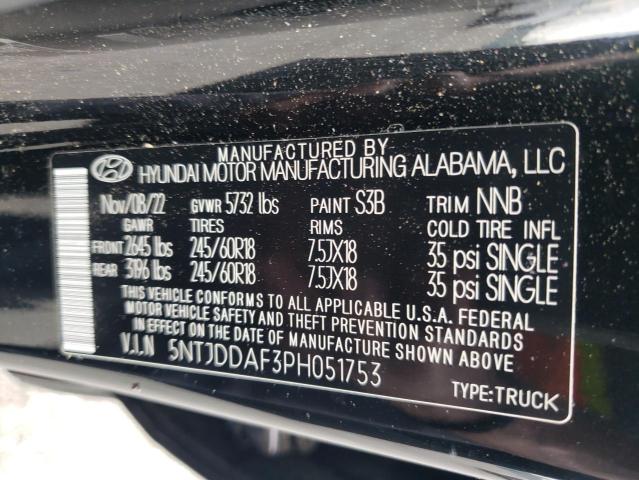 MANUFACTURED BY
HYUNDAI MOTOR MANUFACTURING ALABAMA, LLC
Nov/08/22 GVWR 5732 lbs PAINT S3B TRIM NNB
GAWR TIRES RIMS COLD TIRE INFL
FRONT 2645 lbs 245/60R18 7.5JX18 35 psi SINGLE
REAR 3196 lbs 245/60R18 7.5JX18 35 psi SINGLE
THIS VEHICLE CONFORMS TO ALL APPLICABLE U.S.A. FEDERAL
MOTOR VEHICLE SAFETY AND THEFT PREVENTION STANDARDS
IN EFFECT ON THE DATE OF MANUFACTURE SHOWN ABOVE.
V.I.N 5NTJDDAF3PH051753
TYPE:TRUCK